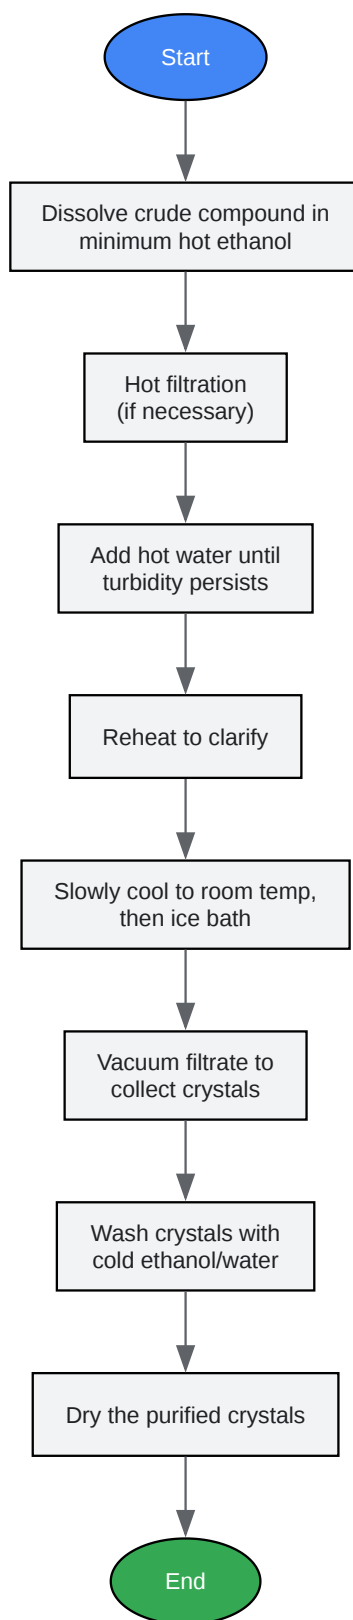 Start
Dissolve crude compound in
minimum hot ethanol
Hot filtration
(if necessary)
Add hot water until
turbidity persists
Reheat to clarify
Slowly cool to room temp,
then ice bath
Vacuum filtrate to
collect crystals
Wash crystals with
cold ethanol/water
Dry the purified crystals
End